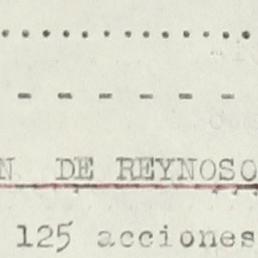 ..............
- - - - - -
N DE REYNOSO
125 acciones